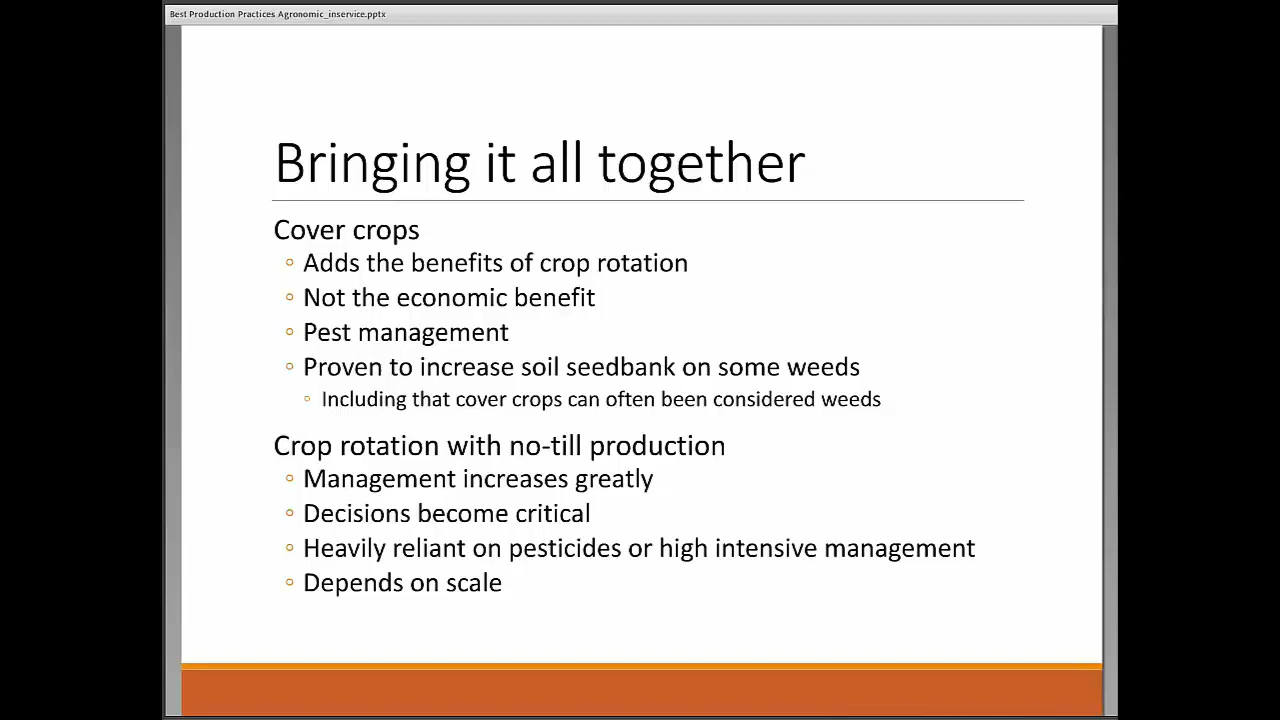 Best Production Practices Agronomic_inservice.pptx
Bringing it all together
Cover crops
◦ Adds the benefits of crop rotation
◦ Not the economic benefit
◦ Pest management
◦ Proven to increase soil seedbank on some weeds
◦ Including that cover crops can often been considered weeds
Crop rotation with no-till production
◦ Management increases greatly
◦ Decisions become critical
◦ Heavily reliant on pesticides or high intensive management
◦ Depends on scale